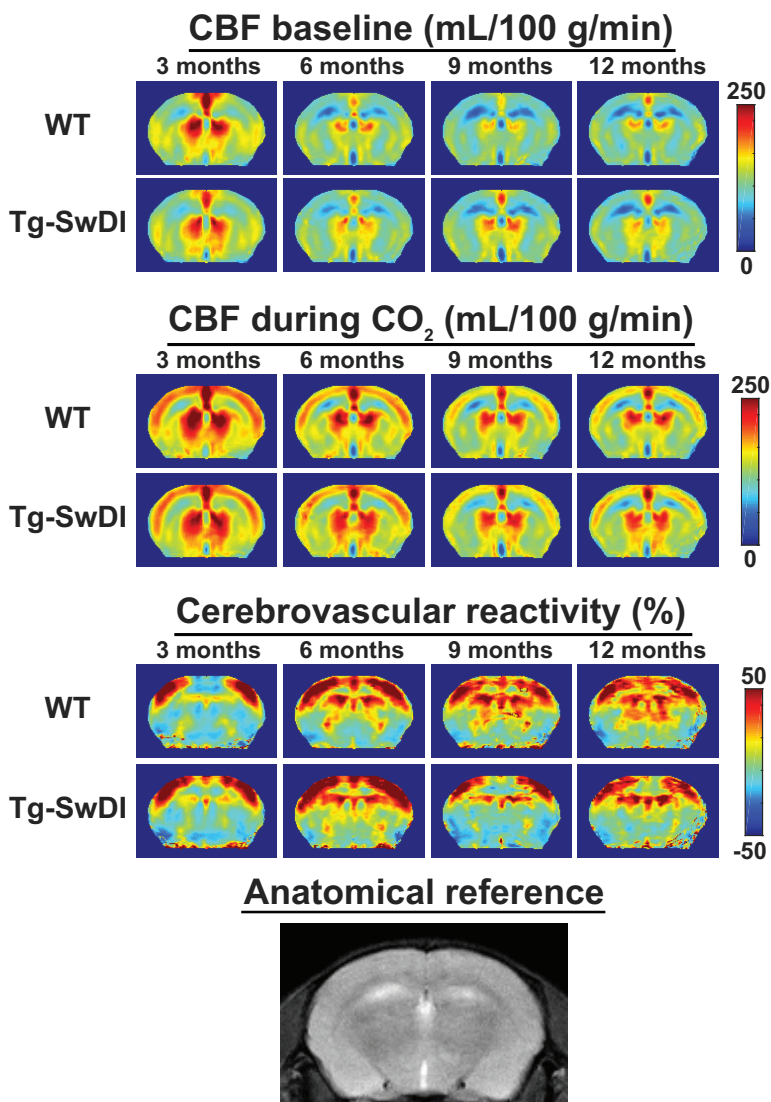 CBF baseline (mL/100 g/min)
3 months 6 months 9 months 12 months
250
WT
Tg-SwDI
0
CBF during CO₂ (mL/100 g/min)
3 months 6 months 9 months 12 months
250
WT
Tg-SwDI
0
Cerebrovascular reactivity (%)
3 months 6 months 9 months 12 months
50
WT
Tg-SwDI
-50
Anatomical reference